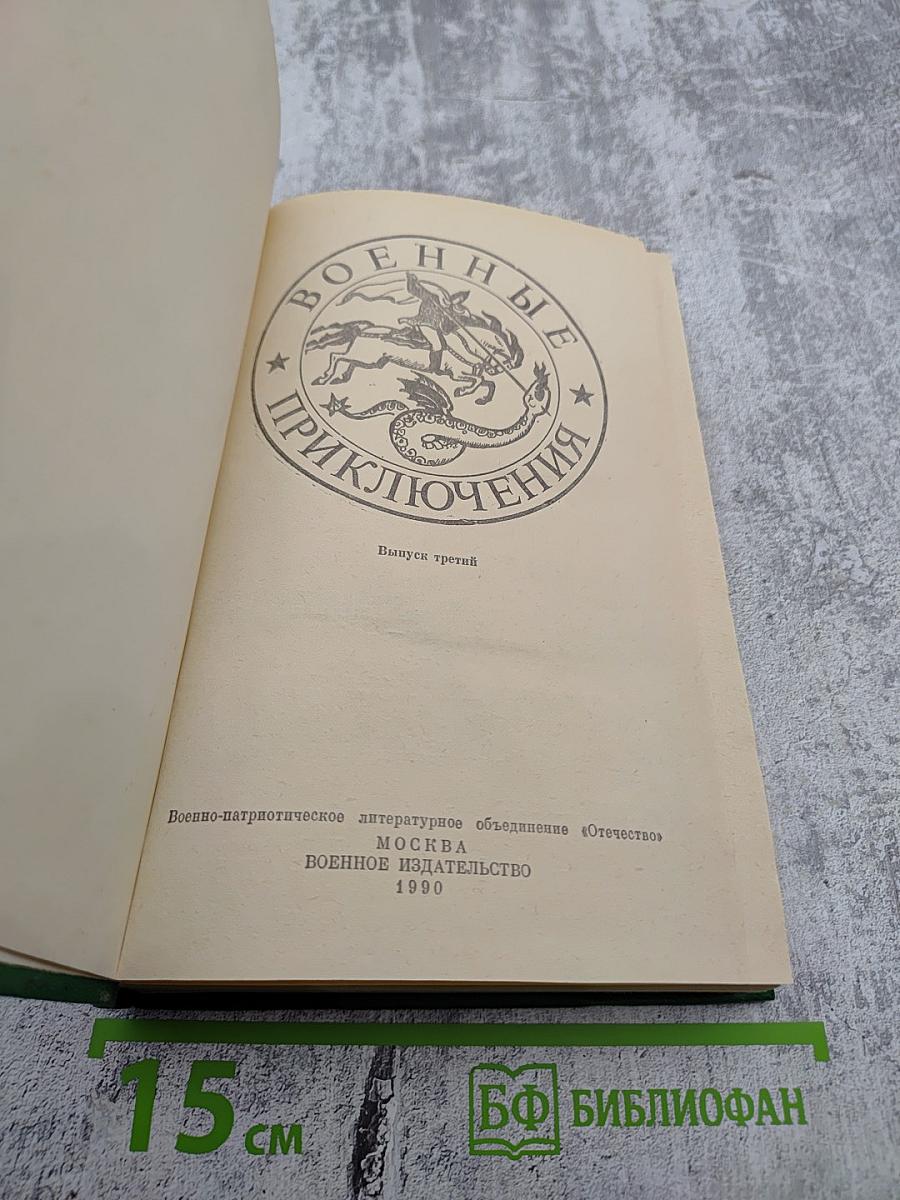 ВОЕННЫЕ
ПРИКЛЮЧЕНИЯ
Выпуск третий
Военно-патриотическое литературное объединение «Отечество»
МОСКВА
ВОЕННОЕ ИЗДАТЕЛЬСТВО
1990
15 см
БФ БИБЛИОФАН